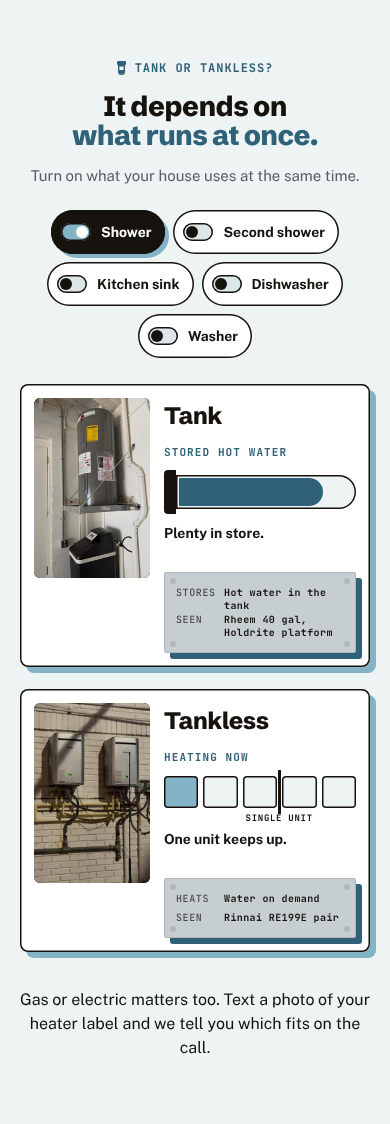 TANK OR TANKLESS?
It depends on
what runs at once.
Turn on what your house uses at the same time.
Shower
Second shower
Kitchen sink
Dishwasher
Washer
Tank
STORED HOT WATER
Plenty in store.
STORES Hot water in the
tank
SEEN Rheem 40 gal,
Holdrite platform
Tankless
HEATING NOW
SINGLE UNIT
One unit keeps up.
HEATS Water on demand
SEEN Rinnai RE199E pair
Gas or electric matters too. Text a photo of your
heater label and we tell you which fits on the
call.